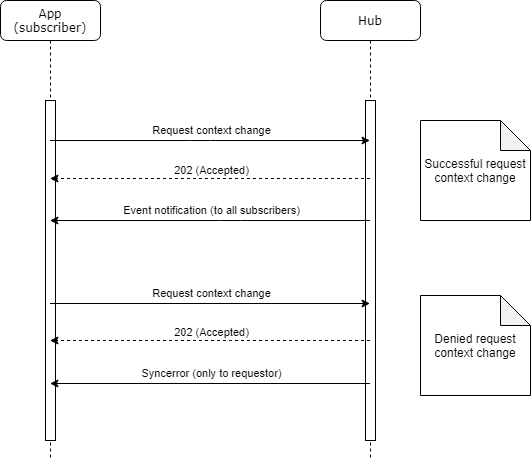 App
(subscriber)
Hub
Request context change
202 (Accepted)
Event notification (to all subscribers)
Successful request
context change
Request context change
202 (Accepted)
Syncerror (only to requestor)
Denied request
context change